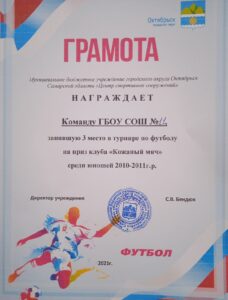 Октябрьск
ГРАМОТА
Муниципальное бюджетное учреждение городского округа Октябрьск
Самарской области «Центр спортивных сооружений»
НАГРАЖДАЕТ
Команду ГБОУ СОШ №11,
занявшую 3 место в турнире по футболу
на приз клуба «Кожаный мяч»
среди юношей 2010-2011г.р.
Директор учреждения
С.В. Бендюк
ФУТБОЛ
2021г.